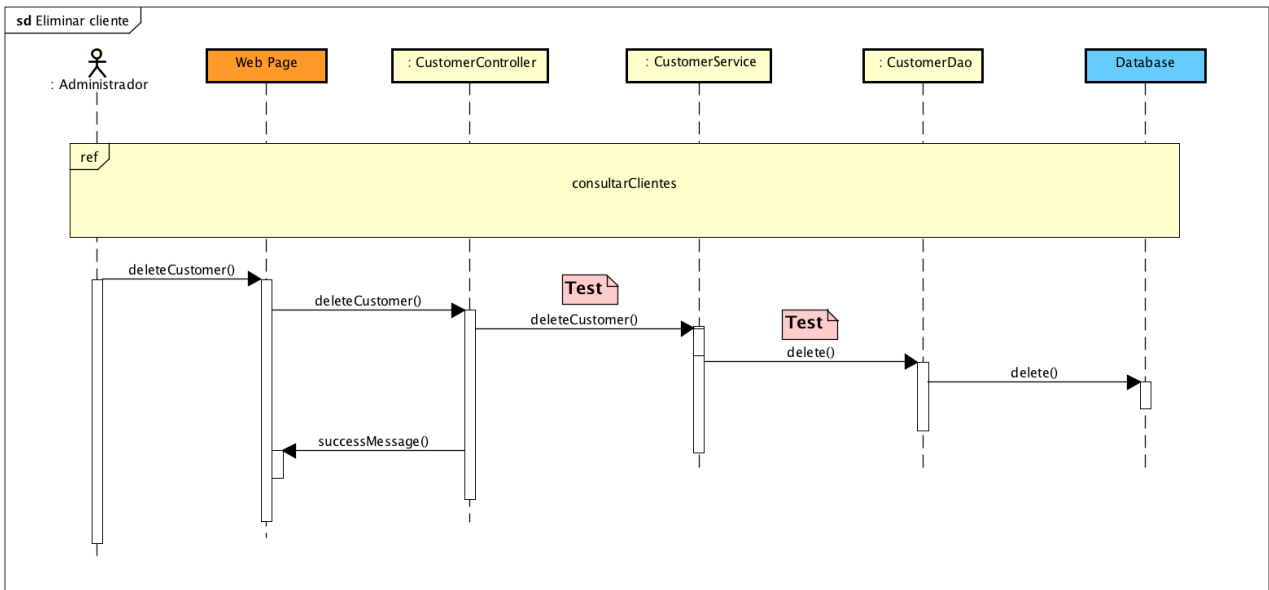 sd Eliminar cliente
: Administrador
Web Page
: CustomerController
: CustomerService
: CustomerDao
Database
ref
consultarClientes
deleteCustomer()
deleteCustomer()
Test
deleteCustomer()
Test
delete()
delete()
successMessage()